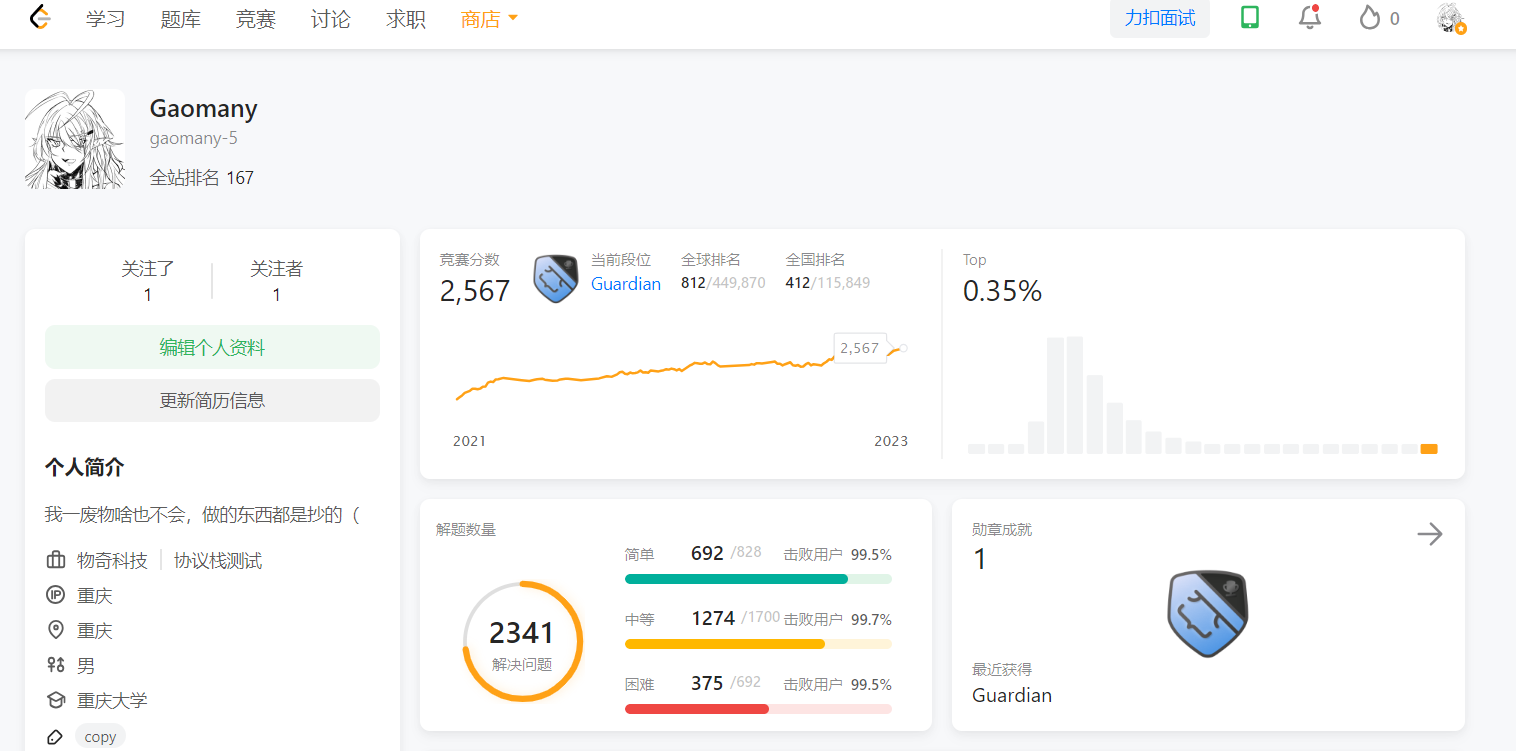 学习 题库 竞赛 讨论 求职 商店 力扣面试 0
Gaomany
gaomany-5
全站排名 167
关注了 关注者
1 1
编辑个人资料
更新简历信息
个人简介
我一废物啥也不会，做的东西都是抄的（
物奇科技 协议栈测试
IP 重庆
重庆
男
重庆大学
copy
竞赛分数 当前段位 全球排名 全国排名
2,567 Guardian 812/449,870 412/115,849
2,567
2021 2023
Top
0.35%
解题数量
2341
解决问题
简单 692 /828 击败用户 99.5%
中等 1274 /1700 击败用户 99.7%
困难 375 /692 击败用户 99.5%
勋章成就
1
最近获得
Guardian